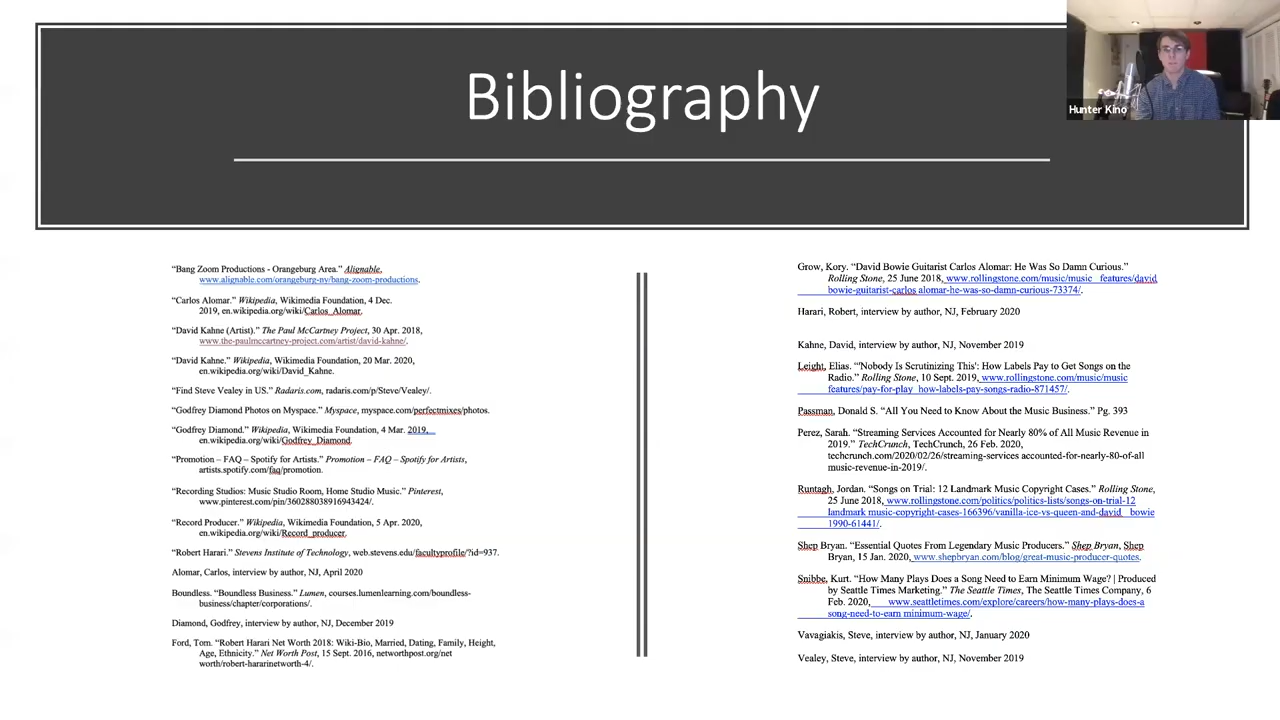 Bibliography
Hunter Kino
“Bang Zoom Productions - Orangeburg Area.” Alignable,
www.alignable.com/orangeburg-ny/bang-zoom-productions.
“Carlos Alomar.” Wikipedia, Wikimedia Foundation, 4 Dec.
2019, en.wikipedia.org/wiki/Carlos_Alomar.
“David Kahne (Artist).” The Paul McCartney Project, 30 Apr. 2018,
www.the-paulmccartney-project.com/artist/david-kahne/.
“David Kahne.” Wikipedia, Wikimedia Foundation, 20 Mar. 2020,
en.wikipedia.org/wiki/David_Kahne.
“Find Steve Vealey in US.” Radaris.com, radaris.com/p/Steve/Vealey/.
“Godfrey Diamond Photos on Myspace.” Myspace, myspace.com/perfectmixes/photos.
“Godfrey Diamond.” Wikipedia, Wikimedia Foundation, 4 Mar. 2019,
en.wikipedia.org/wiki/Godfrey_Diamond.
“Promotion – FAQ – Spotify for Artists.” Promotion – FAQ – Spotify for Artists,
artists.spotify.com/faq/promotion.
“Recording Studios: Music Studio Room, Home Studio Music.” Pinterest,
www.pinterest.com/pin/360288038916943424/.
“Record Producer.” Wikipedia, Wikimedia Foundation, 5 Apr. 2020,
en.wikipedia.org/wiki/Record_producer.
“Robert Harari.” Stevens Institute of Technology, web.stevens.edu/facultyprofile/?id=937.
Alomar, Carlos, interview by author, NJ, April 2020
Boundless. “Boundless Business.” Lumen, courses.lumenlearning.com/boundless-
business/chapter/corporations/.
Diamond, Godfrey, interview by author, NJ, December 2019
Ford, Tom. “Robert Harari Net Worth 2018: Wiki-Bio, Married, Dating, Family, Height,
Age, Ethnicity.” Net Worth Post, 15 Sept. 2016, networthpost.org/net
worth/robert-hararinetworth-4/.
Grow, Kory. “David Bowie Guitarist Carlos Alomar: He Was So Damn Curious.”
Rolling Stone, 25 June 2018, www.rollingstone.com/music/music features/david
bowie-guitarist-carlos alomar-he-was-so-damn-curious-73374/.
Harari, Robert, interview by author, NJ, February 2020
Kahne, David, interview by author, NJ, November 2019
Leight, Elias. “'Nobody Is Scrutinizing This': How Labels Pay to Get Songs on the
Radio.” Rolling Stone, 10 Sept. 2019, www.rollingstone.com/music/music
features/pay-for-play how-labels-pay-songs-radio-871457/.
Passman, Donald S. “All You Need to Know About the Music Business.” Pg. 393
Perez, Sarah. “Streaming Services Accounted for Nearly 80% of All Music Revenue in
2019.” TechCrunch, TechCrunch, 26 Feb. 2020,
techcrunch.com/2020/02/26/streaming-services accounted-for-nearly-80-of-all
music-revenue-in-2019/.
Runtagh, Jordan. “Songs on Trial: 12 Landmark Music Copyright Cases.” Rolling Stone,
25 June 2018, www.rollingstone.com/politics/politics-lists/songs-on-trial-12
landmark music-copyright-cases-166396/vanilla-ice-vs-queen-and-david bowie
1990-61441/.
Shep Bryan. “Essential Quotes From Legendary Music Producers.” Shep Bryan, Shep
Bryan, 15 Jan. 2020, www.shepbryan.com/blog/great-music-producer-quotes.
Snibbe, Kurt. “How Many Plays Does a Song Need to Earn Minimum Wage? | Produced
by Seattle Times Marketing.” The Seattle Times, The Seattle Times Company, 6
Feb. 2020, www.seattletimes.com/explore/careers/how-many-plays-does-a
song-need-to-earn minimum-wage/.
Vavagiakis, Steve, interview by author, NJ, January 2020
Vealey, Steve, interview by author, NJ, November 2019